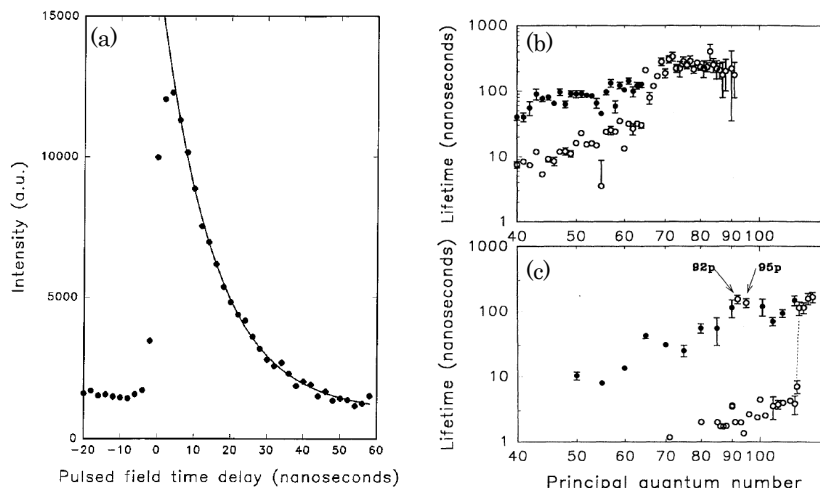 (a)
15000
10000
5000
0
Intensity (a.u.)
-20 -10 0 10 20 30 40 50 60
Pulsed field time delay (nanoseconds)
(b)
1000
100
10
1
Lifetime (nanoseconds)
40 50 60 70 80 90 100
(c)
1000
100
10
1
Lifetime (nanoseconds)
92p 95p
40 50 60 70 80 90 100
Principal quantum number